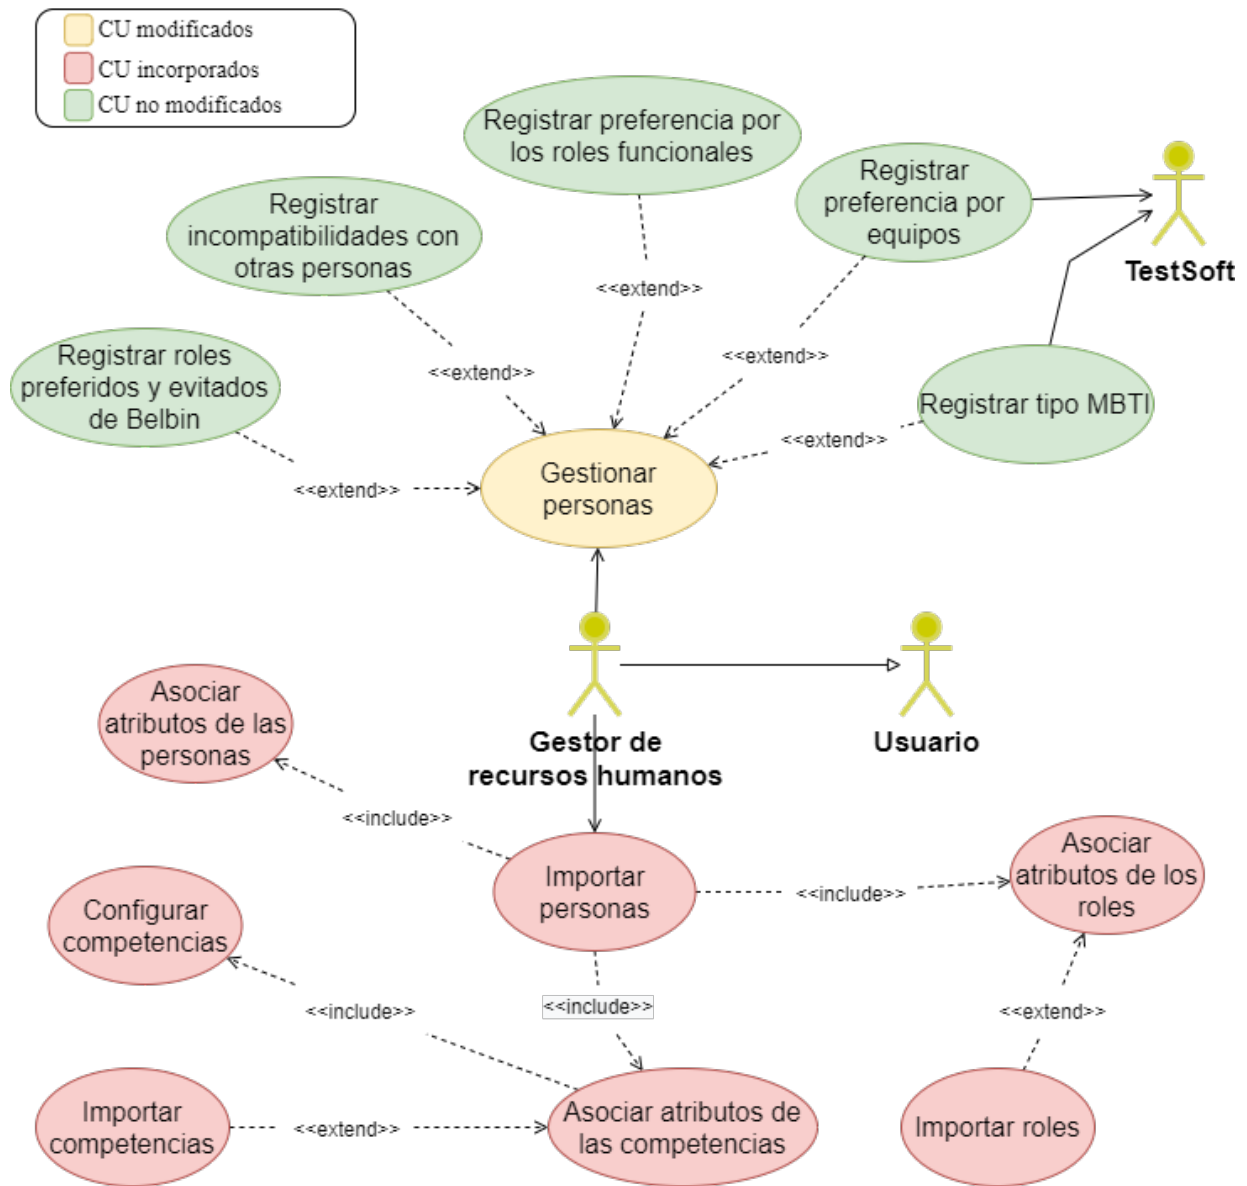 CU modificados
CU incorporados
CU no modificados
Registrar preferencia por
los roles funcionales
Registrar
preferencia por
equipos
TestSoft
Registrar
incompatibilidades con
otras personas
<<extend>>
<<extend>>
<<extend>>
Registrar roles
preferidos y evitados
de Belbin
Registrar tipo MBTI
<<extend>>
<<extend>>
Gestionar
personas
Asociar
atributos de las
personas
Gestor de
recursos humanos
Usuario
<<include>>
Importar
personas
<<include>>
Asociar
atributos de los
roles
Configurar
competencias
<<include>>
<<include>>
<<extend>>
Importar
competencias
<<extend>>
Asociar atributos de
las competencias
Importar roles